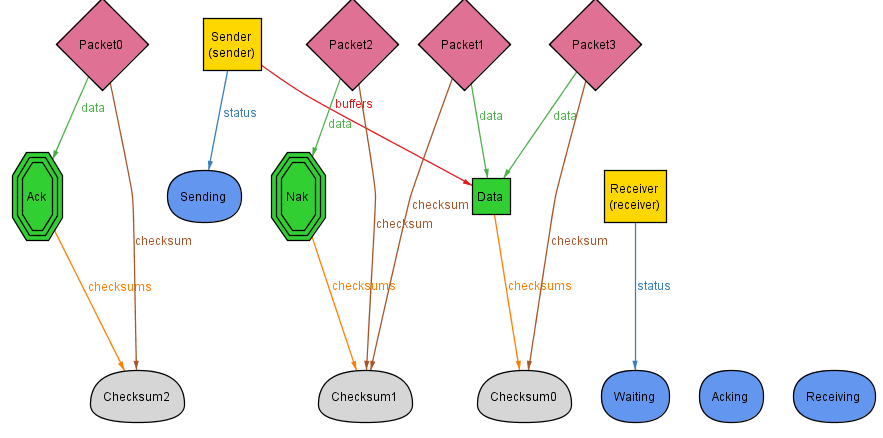 Packet0
Sender
(sender)
Packet2
Packet1
Packet3
data
status
buffers
data
data
data
Ack
Sending
Nak
Data
Receiver
(receiver)
checksum
checksum
checksum
checksum
checksums
checksums
checksums
status
Checksum2
Checksum1
Checksum0
Waiting
Acking
Receiving